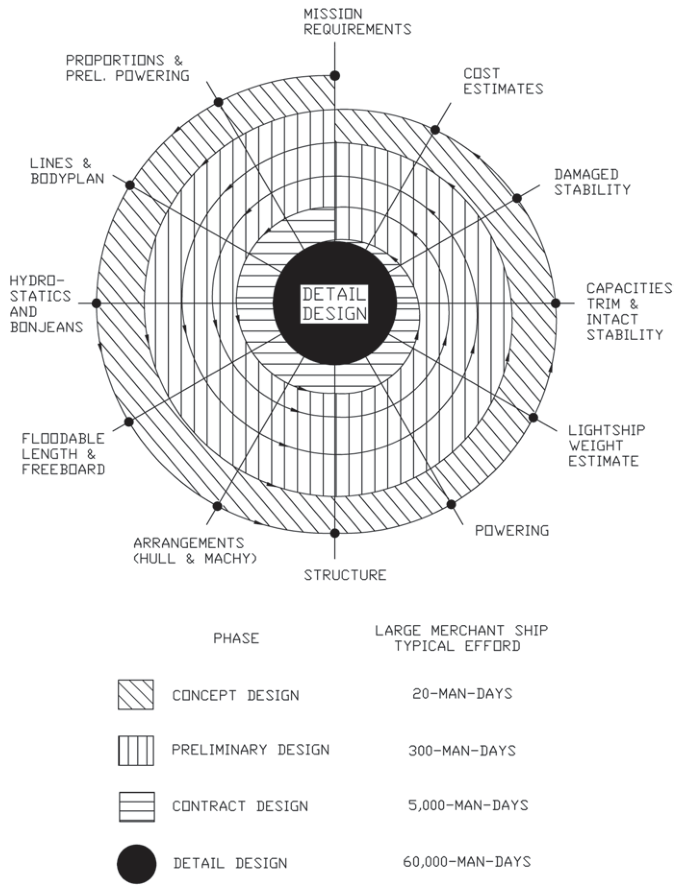 MISSION
REQUIREMENTS
PROPORTIONS &
PREL. POWERING
COST
ESTIMATES
LINES &
BODYPLAN
DAMAGED
STABILITY
HYDRO-
STATICS
AND
BONJEANS
DETAIL
DESIGN
CAPACITIES
TRIM &
INTACT
STABILITY
FLOODABLE
LENGTH &
FREEBOARD
LIGHTSHIP
WEIGHT
ESTIMATE
ARRANGEMENTS
(HULL & MACHY)
POWERING
STRUCTURE
PHASE
LARGE MERCHANT SHIP
TYPICAL EFFORD
CONCEPT DESIGN
20-MAN-DAYS
PRELIMINARY DESIGN
300-MAN-DAYS
CONTRACT DESIGN
5,000-MAN-DAYS
DETAIL DESIGN
60,000-MAN-DAYS